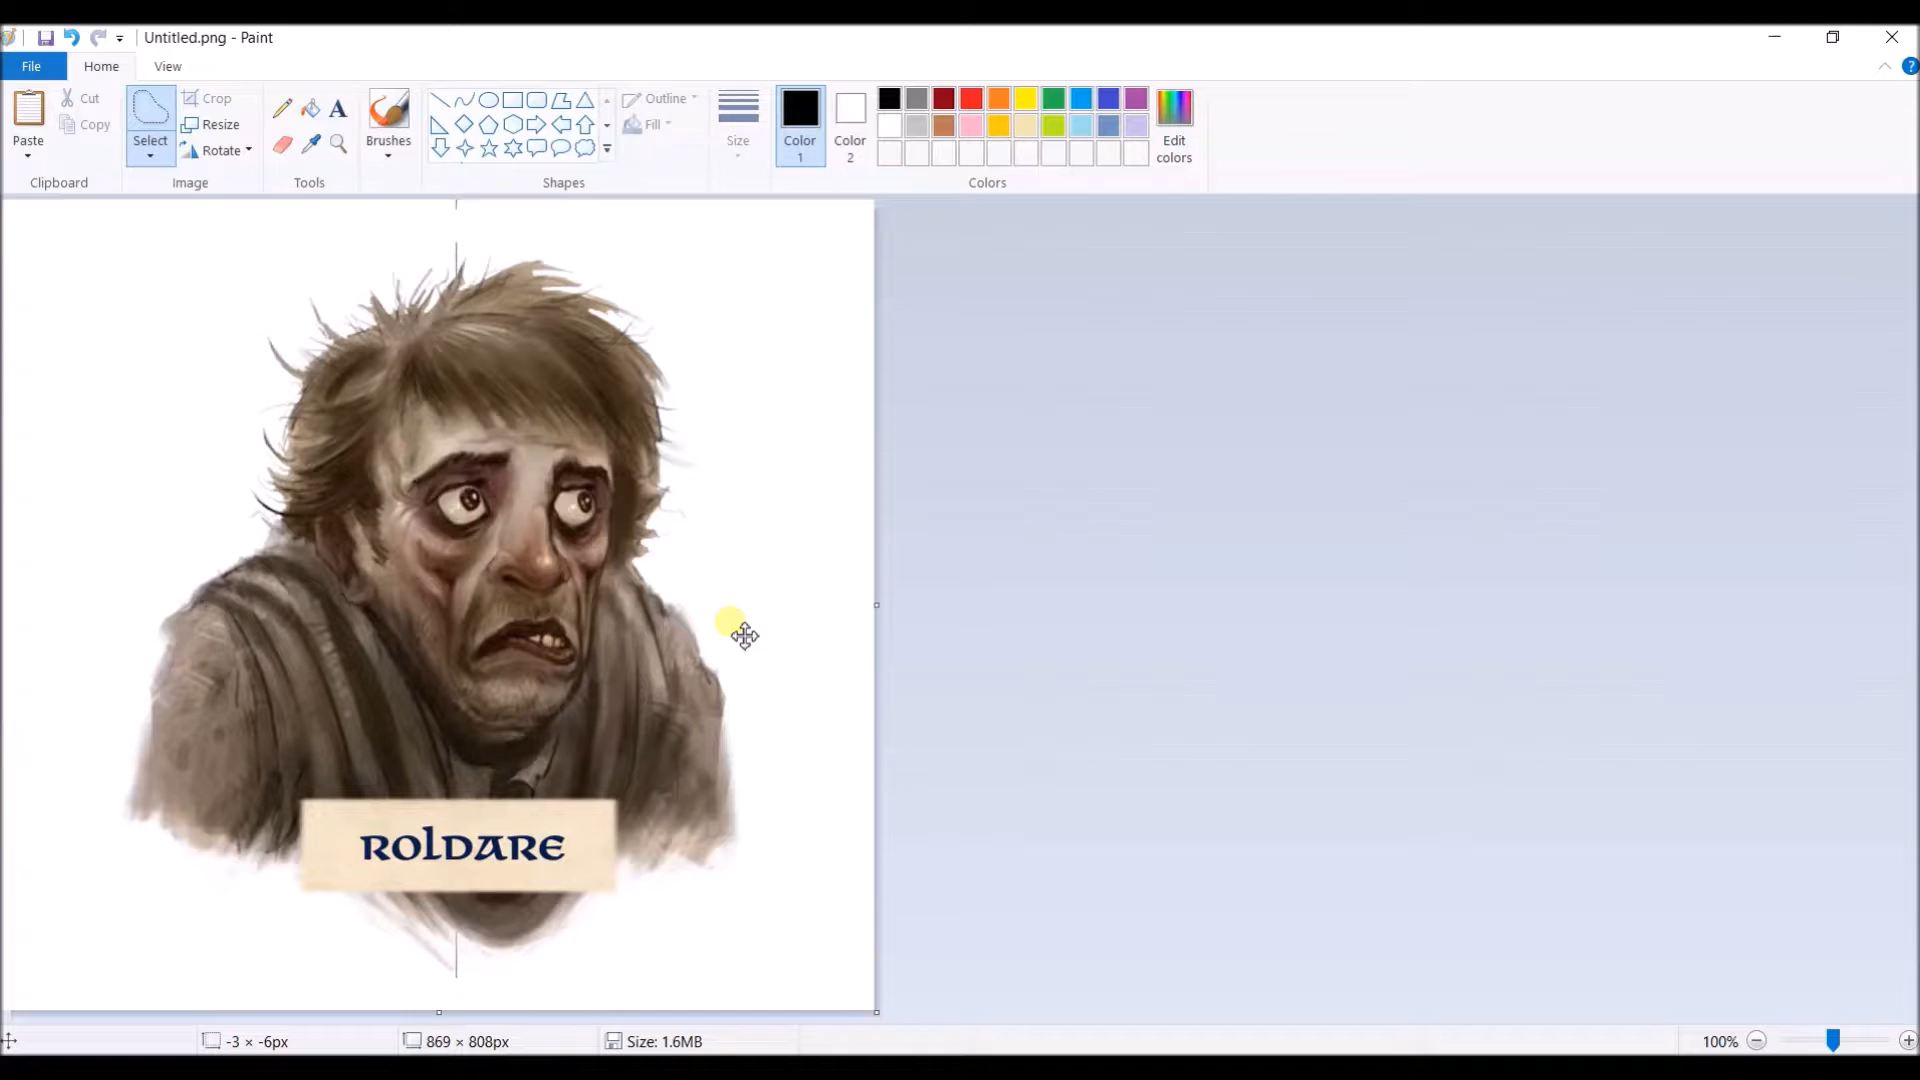 Untitled.png - Paint
File Home View
Paste
Cut
Copy
Clipboard
Select
Crop
Resize
Rotate
Image
A
Tools
Brushes
Shapes
Outline
Fill
Size
Color 1
Color 2
Edit colors
Colors
?
ROLDARE
-3 × -6px
869 × 808px
Size: 1.6MB
100%